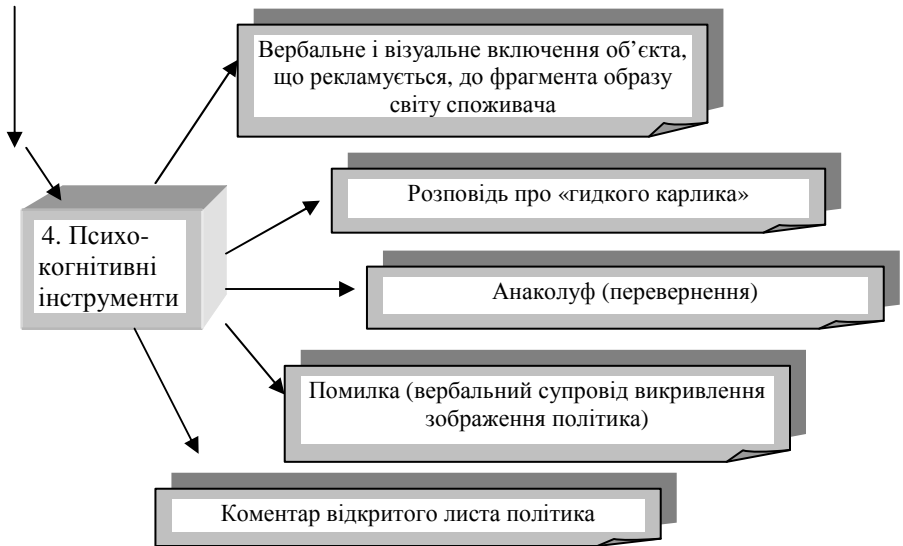 Вербальне і візуальне включення об’єкта,
що рекламується, до фрагмента образу
світу споживача
Розповідь про «гидкого карлика»
4. Психо-
когнітивні
інструменти
Анаколуф (перевернення)
Помилка (вербальний супровід викривлення
зображення політика)
Коментар відкритого листа політика